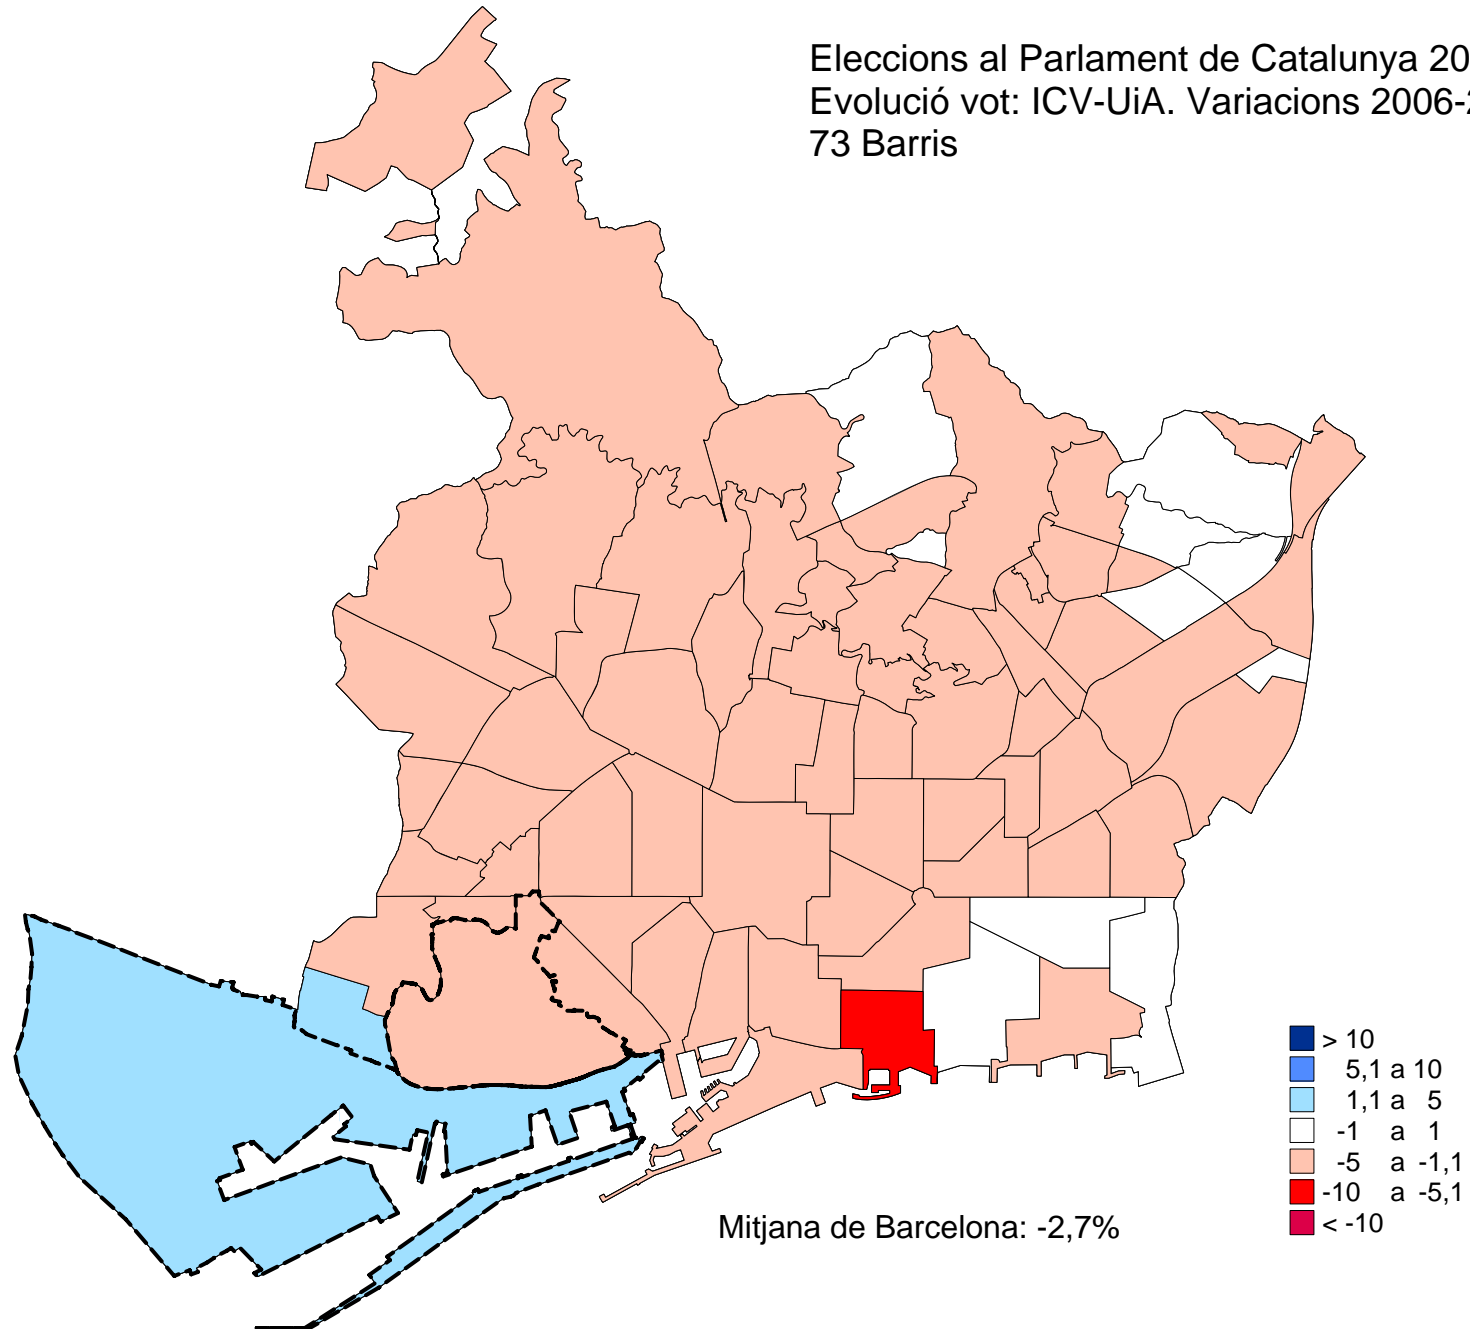 Eleccions al Parlament de Catalunya 20
Evolució vot: ICV-UiA. Variacions 2006-2
73 Barris
> 10
5,1 a 10
1,1 a 5
-1 a 1
-5 a -1,1
-10 a -5,1
< -10
Mitjana de Barcelona: -2,7%